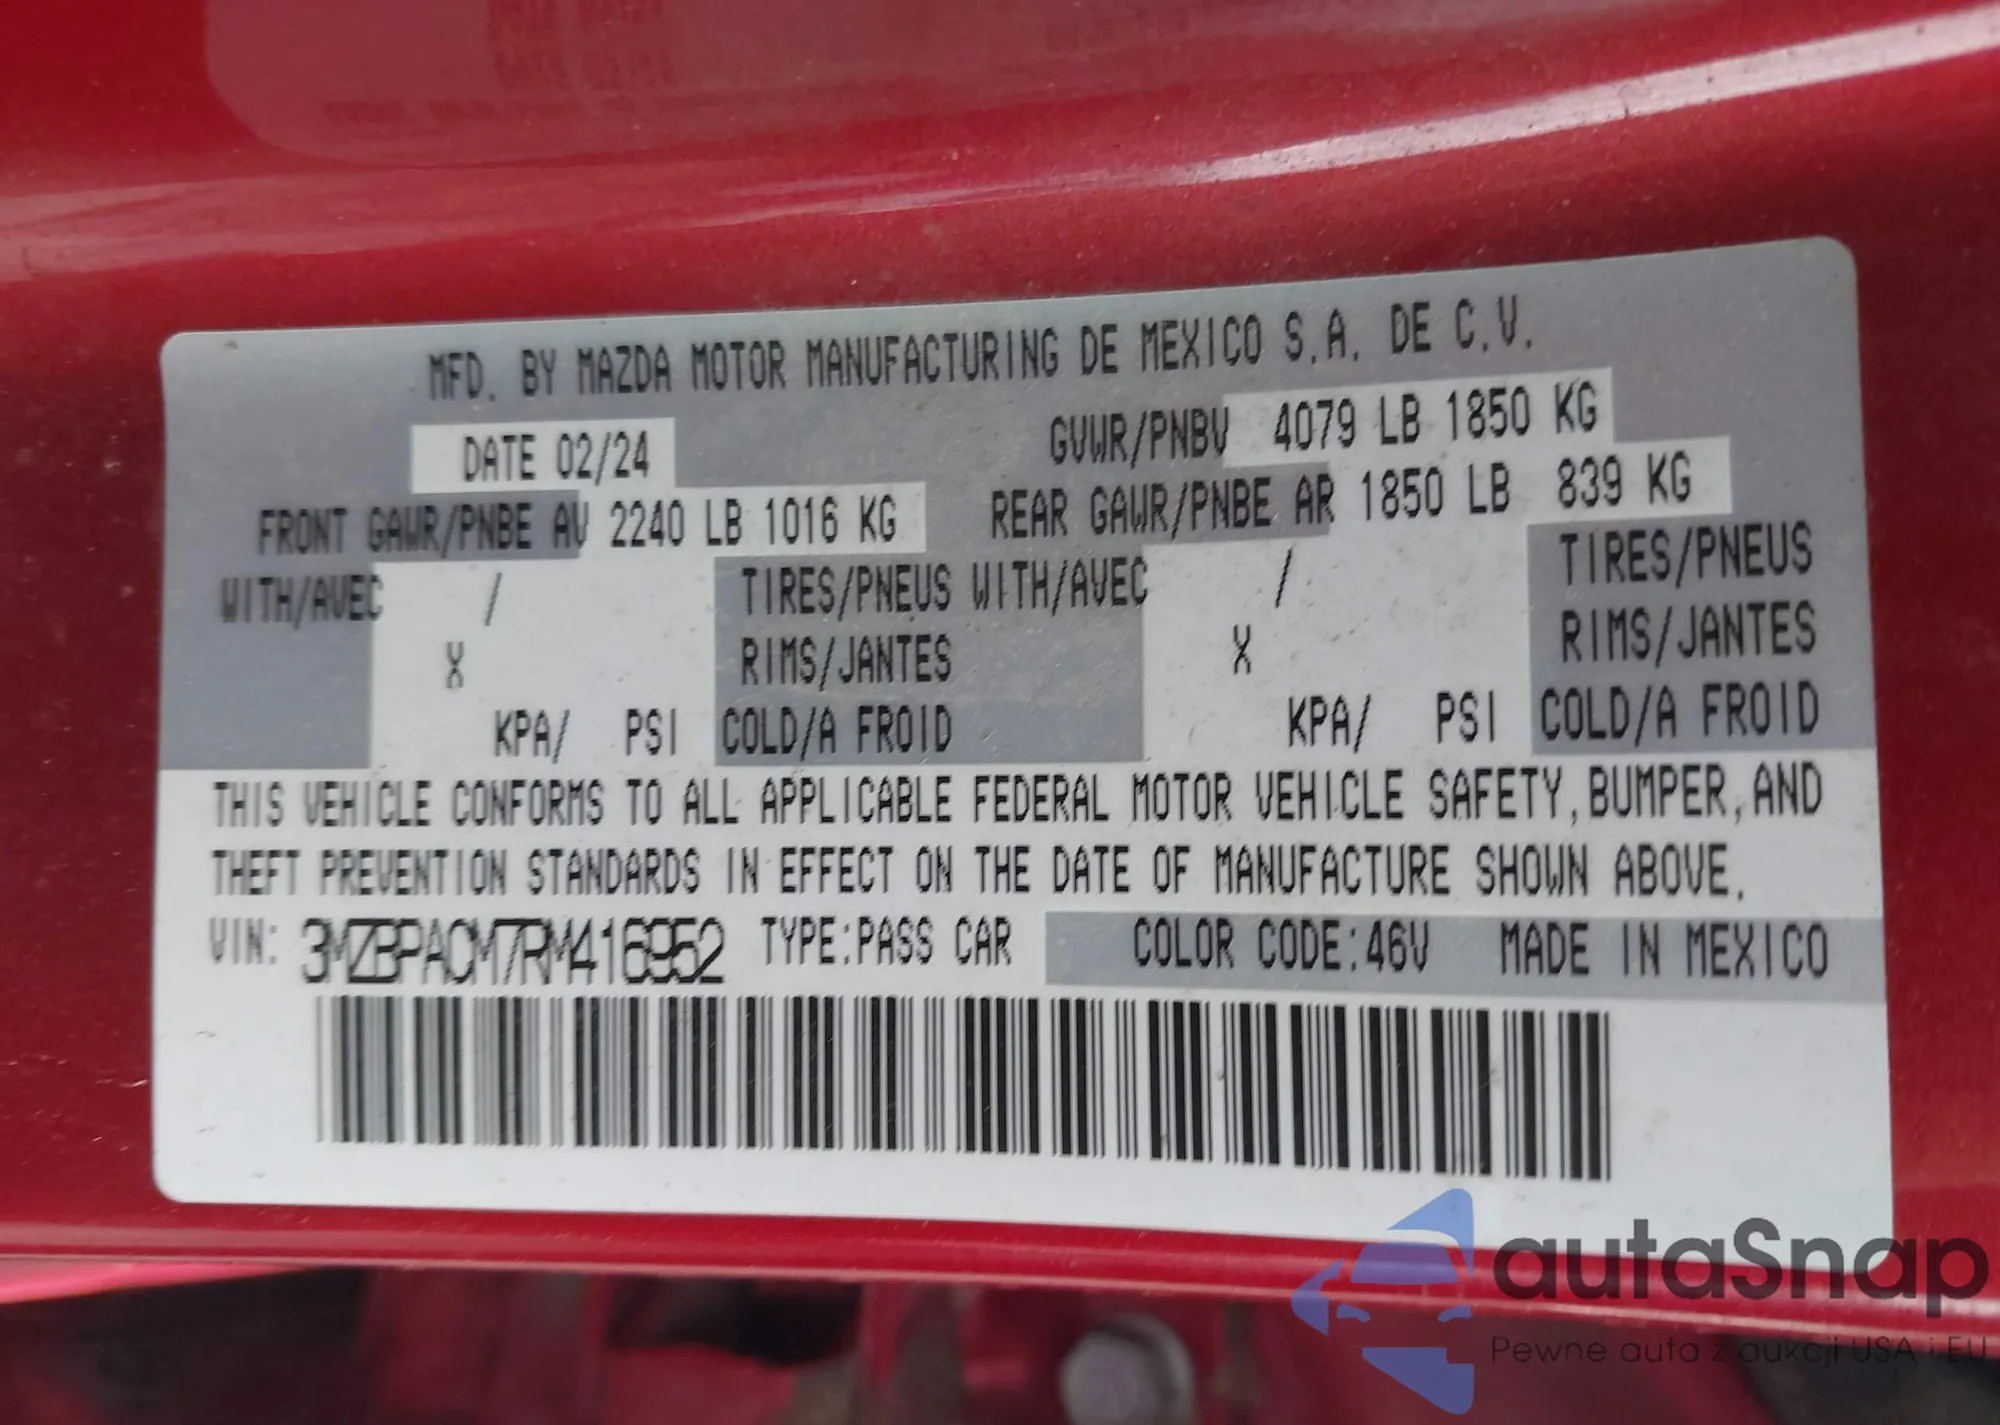 MFD. BY MAZDA MOTOR MANUFACTURING DE MEXICO S.A. DE C.V.
DATE 02/24 GVWR/PNBV 4079 LB 1850 KG
FRONT GAWR/PNBE AV 2240 LB 1016 KG REAR GAWR/PNBE AR 1850 LB 839 KG
WITH/AVEC / TIRES/PNEUS WITH/AVEC / TIRES/PNEUS
X RIMS/JANTES X RIMS/JANTES
KPA/ PSI COLD/A FROID KPA/ PSI COLD/A FROID
THIS VEHICLE CONFORMS TO ALL APPLICABLE FEDERAL MOTOR VEHICLE SAFETY, BUMPER, AND
THEFT PREVENTION STANDARDS IN EFFECT ON THE DATE OF MANUFACTURE SHOWN ABOVE.
VIN: 3MZBPACM7RM416952 TYPE:PASS CAR COLOR CODE:46V MADE IN MEXICO
autaSnap
Pewne auta z aukcji USA i EU